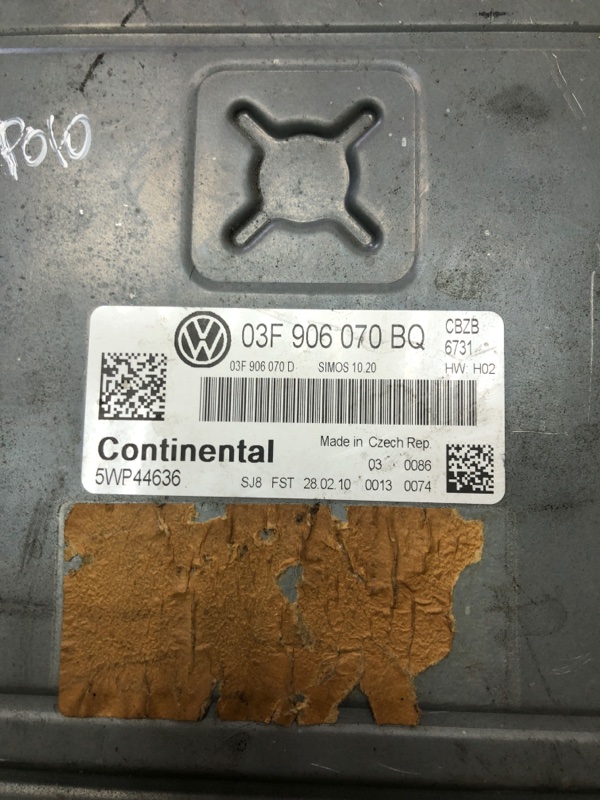 POLO
VW 03F 906 070 BQ CBZB
6731
03F 906 070 D SIMOS 10.20 HW: H02
Continental Made in Czech Rep.
03 0086
5WP44636 SJ8 FST 28.02.10 0013 0074